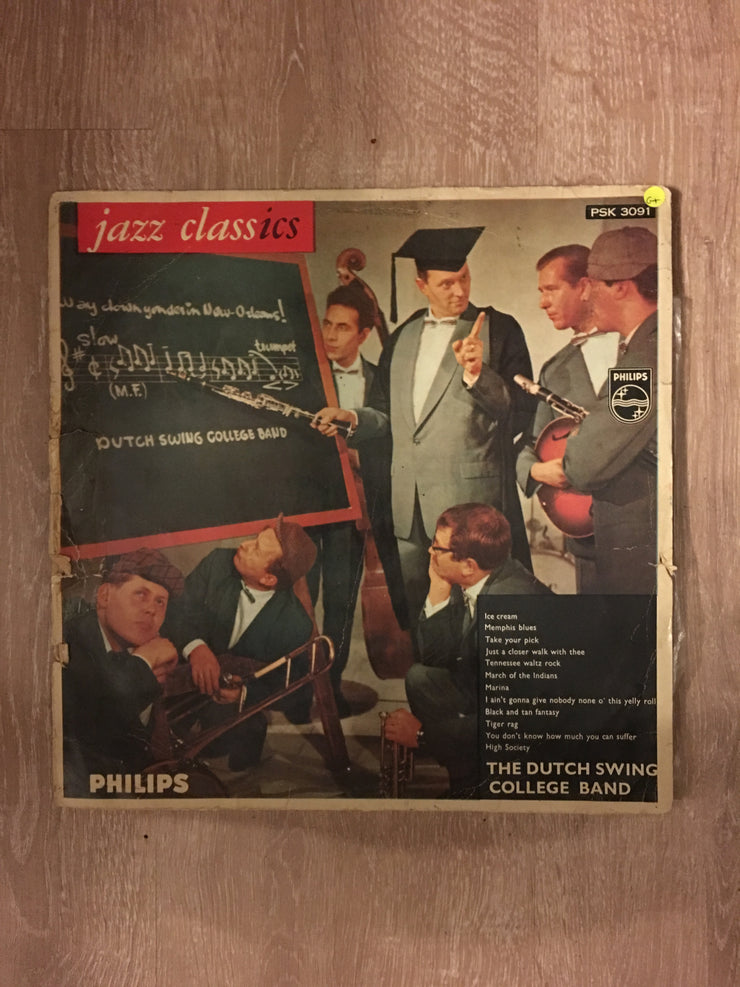 jazz classics
PSK 3091
G+
Way down yonder in New-Orleans!
slow
trumpet
(M.F.)
DUTCH SWING COLLEGE BAND
PHILIPS
Ice cream
Memphis blues
Take your pick
Just a closer walk with thee
Tennessee waltz rock
March of the Indians
Marina
I ain't gonna give nobody none o' this yelly roll
Black and tan fantasy
Tiger rag
You don't know how much you can suffer
High Society
THE DUTCH SWING
COLLEGE BAND
PHILIPS